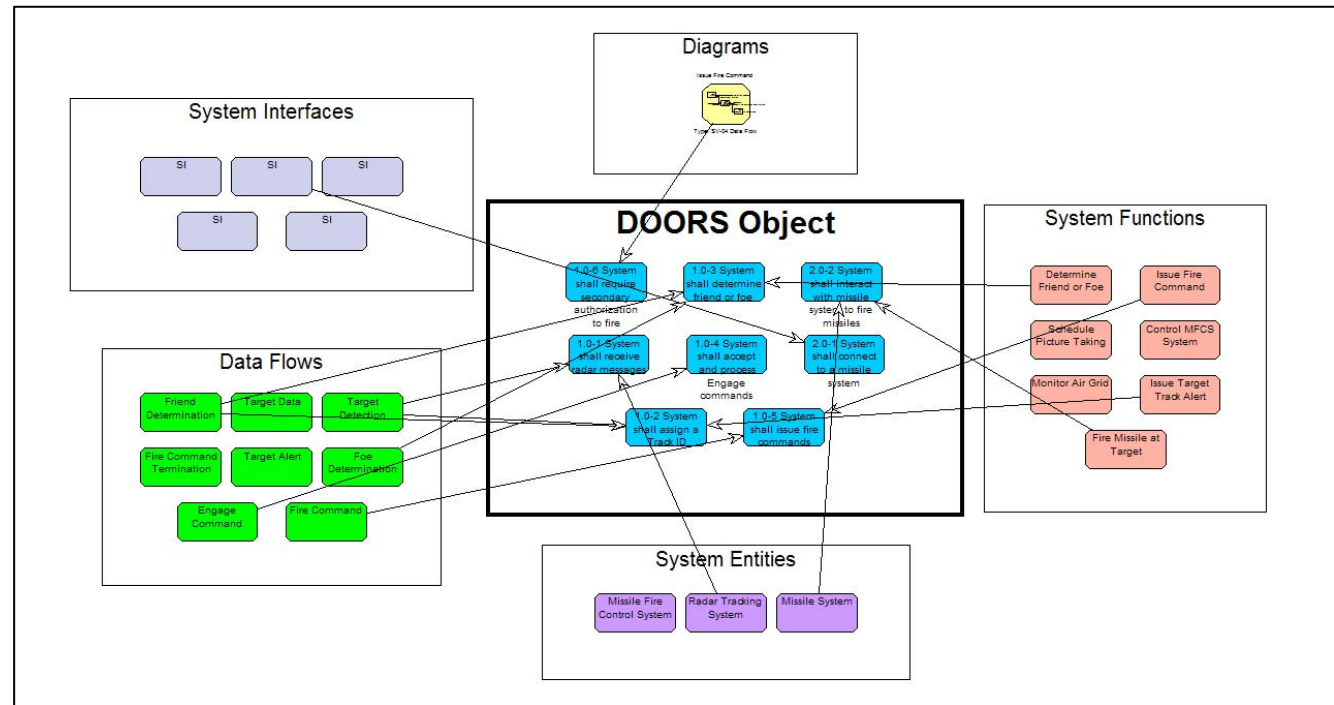 Diagrams
Issue Fire Command
Type: SV-04 Data Flow
System Interfaces
SI
SI
SI
SI
SI
DOORS Object
1.0-6 System
shall require
secondary
authorization
to fire
1.0-3 System
shall determine
friend or foe
2.0-2 System
shall interact
with missile
system to fire
missiles
1.0-1 System
shall receive
radar messages
1.0-4 System
shall accept
and process
Engage
commands
2.0-1 System
shall connect
to a missile
system
1.0-2 System
shall assign a
Track ID
1.0-5 System
shall issue fire
commands
System Functions
Determine
Friend or Foe
Issue Fire
Command
Schedule
Picture Taking
Control MFCS
System
Monitor Air Grid
Issue Target
Track Alert
Fire Missile at
Target
Data Flows
Friend
Determination
Target Data
Target
Detection
Fire Command
Termination
Target Alert
Foe
Determination
Engage
Command
Fire Command
System Entities
Missile Fire
Control System
Radar Tracking
System
Missile System